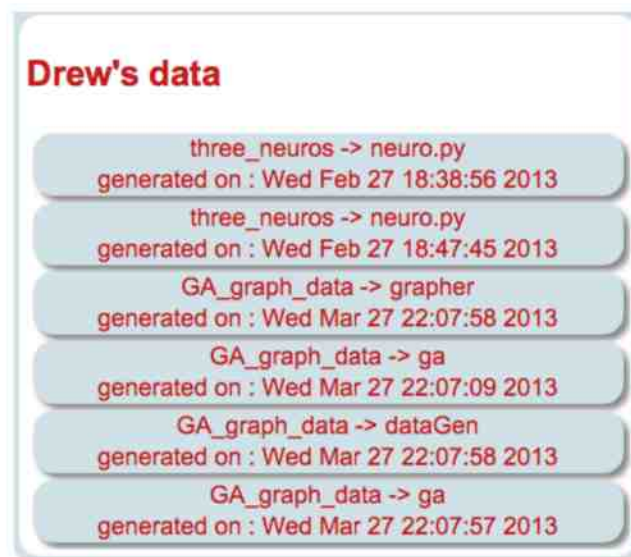 Drew's data
three_neuros -> neuro.py
generated on : Wed Feb 27 18:38:56 2013
three_neuros -> neuro.py
generated on : Wed Feb 27 18:47:45 2013
GA_graph_data -> grapher
generated on : Wed Mar 27 22:07:58 2013
GA_graph_data -> ga
generated on : Wed Mar 27 22:07:09 2013
GA_graph_data -> dataGen
generated on : Wed Mar 27 22:07:58 2013
GA_graph_data -> ga
generated on : Wed Mar 27 22:07:57 2013